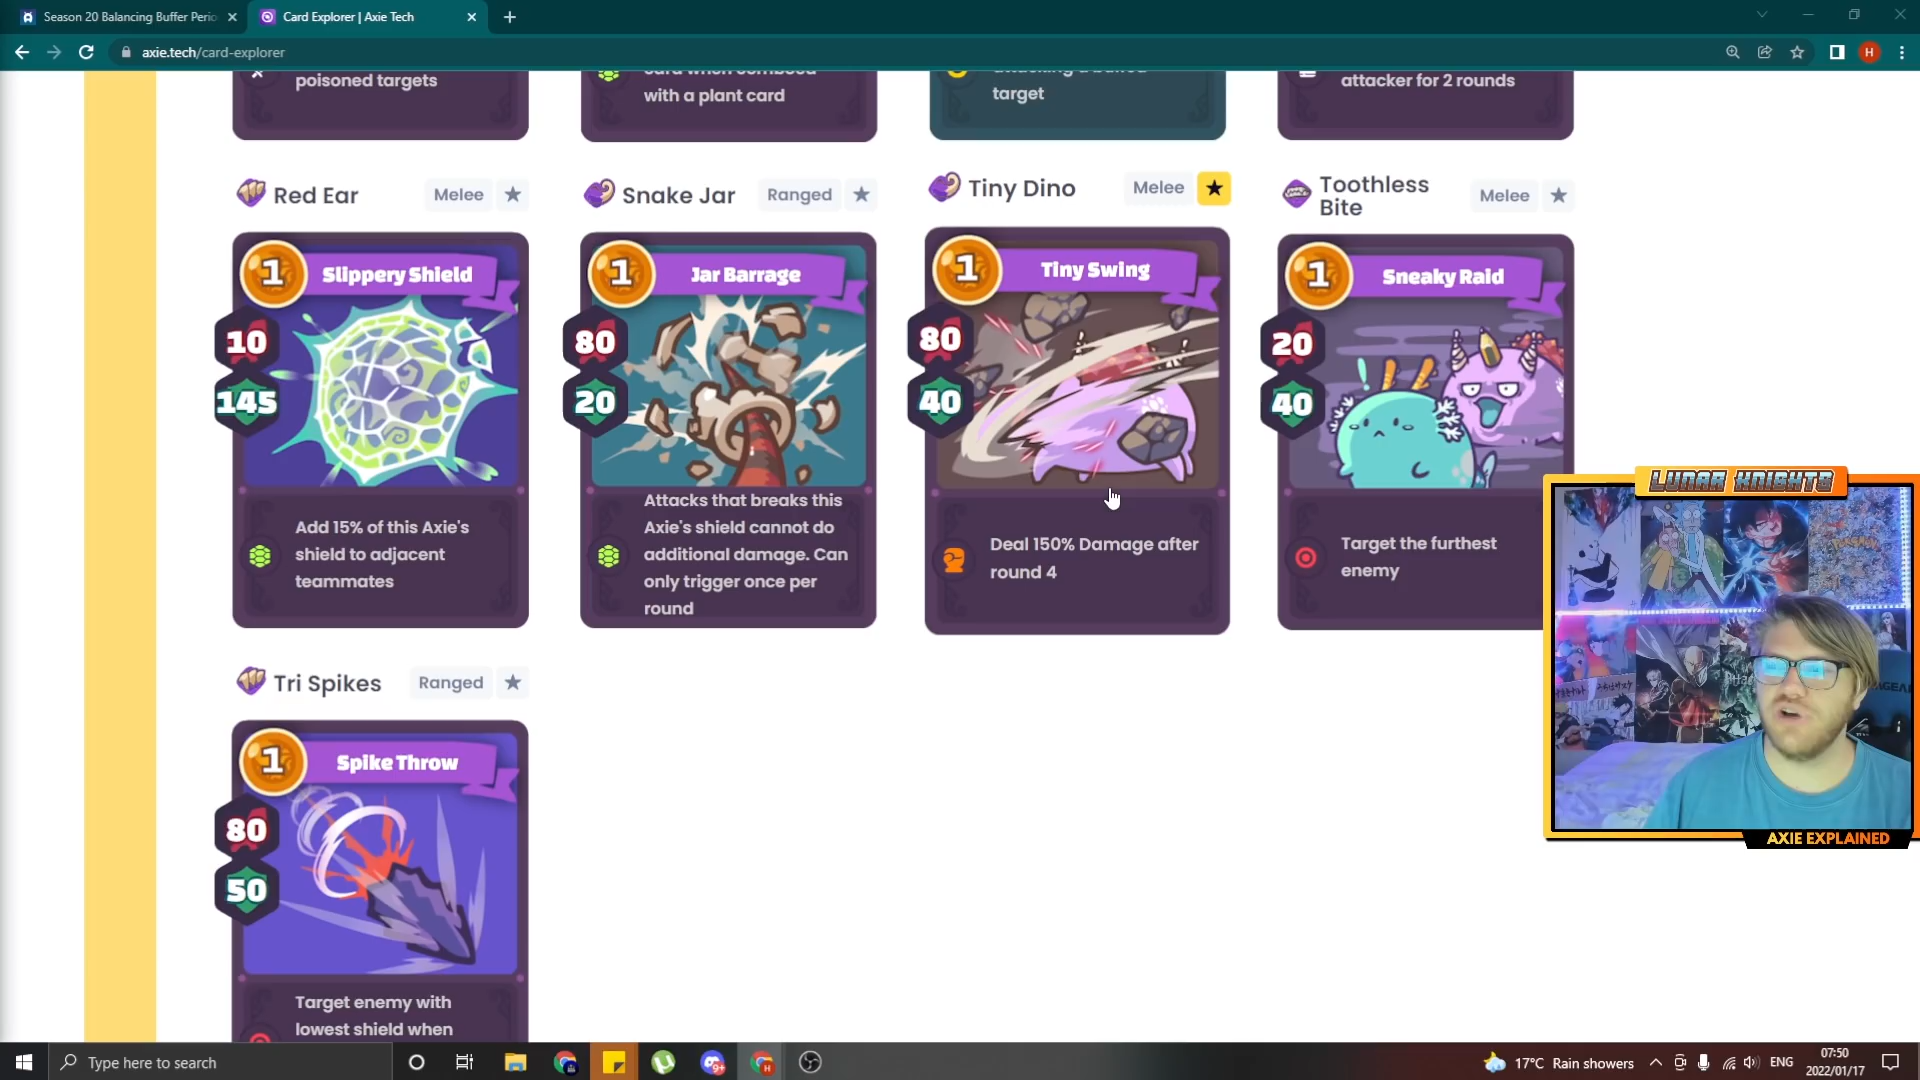 Season 20 Balancing Buffer Perio
Card Explorer | Axie Tech
axie.tech/card-explorer
H
poisoned targets
with a plant card
target
attacker for 2 rounds
Red Ear
Melee
Snake Jar
Ranged
Tiny Dino
Melee
Toothless
Bite
Melee
1
Slippery Shield
10
145
Add 15% of this Axie's
shield to adjacent
teammates
1
Jar Barrage
80
20
Attacks that breaks this
Axie's shield cannot do
additional damage. Can
only trigger once per
round
1
Tiny Swing
80
40
Deal 150% Damage after
round 4
1
Sneaky Raid
20
40
Target the furthest
enemy
LUNAR KNIGHTS
AXIE EXPLAINED
Tri Spikes
Ranged
1
Spike Throw
80
50
Target enemy with
lowest shield when
Type here to search
9+
H
17°C Rain showers
ENG
07:50
2022/01/17